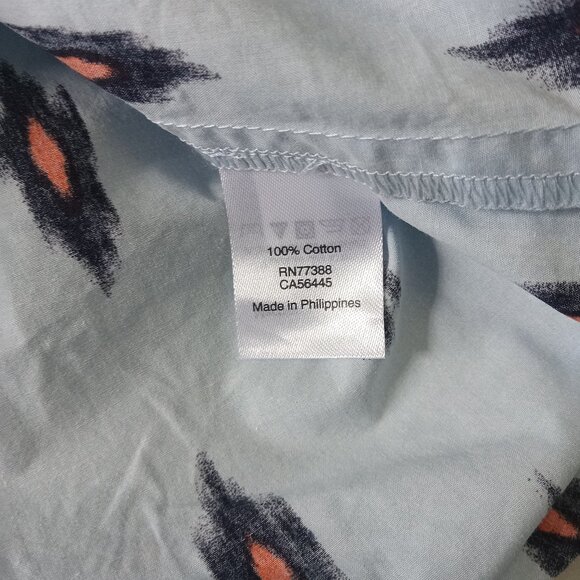 100% Cotton
RN77388
CA56445
Made in Philippines